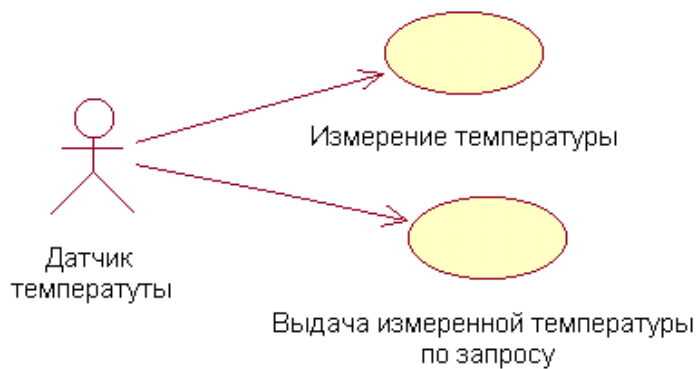 Измерение температуры
Датчик
температуты
Выдача измеренной температуры
по запросу